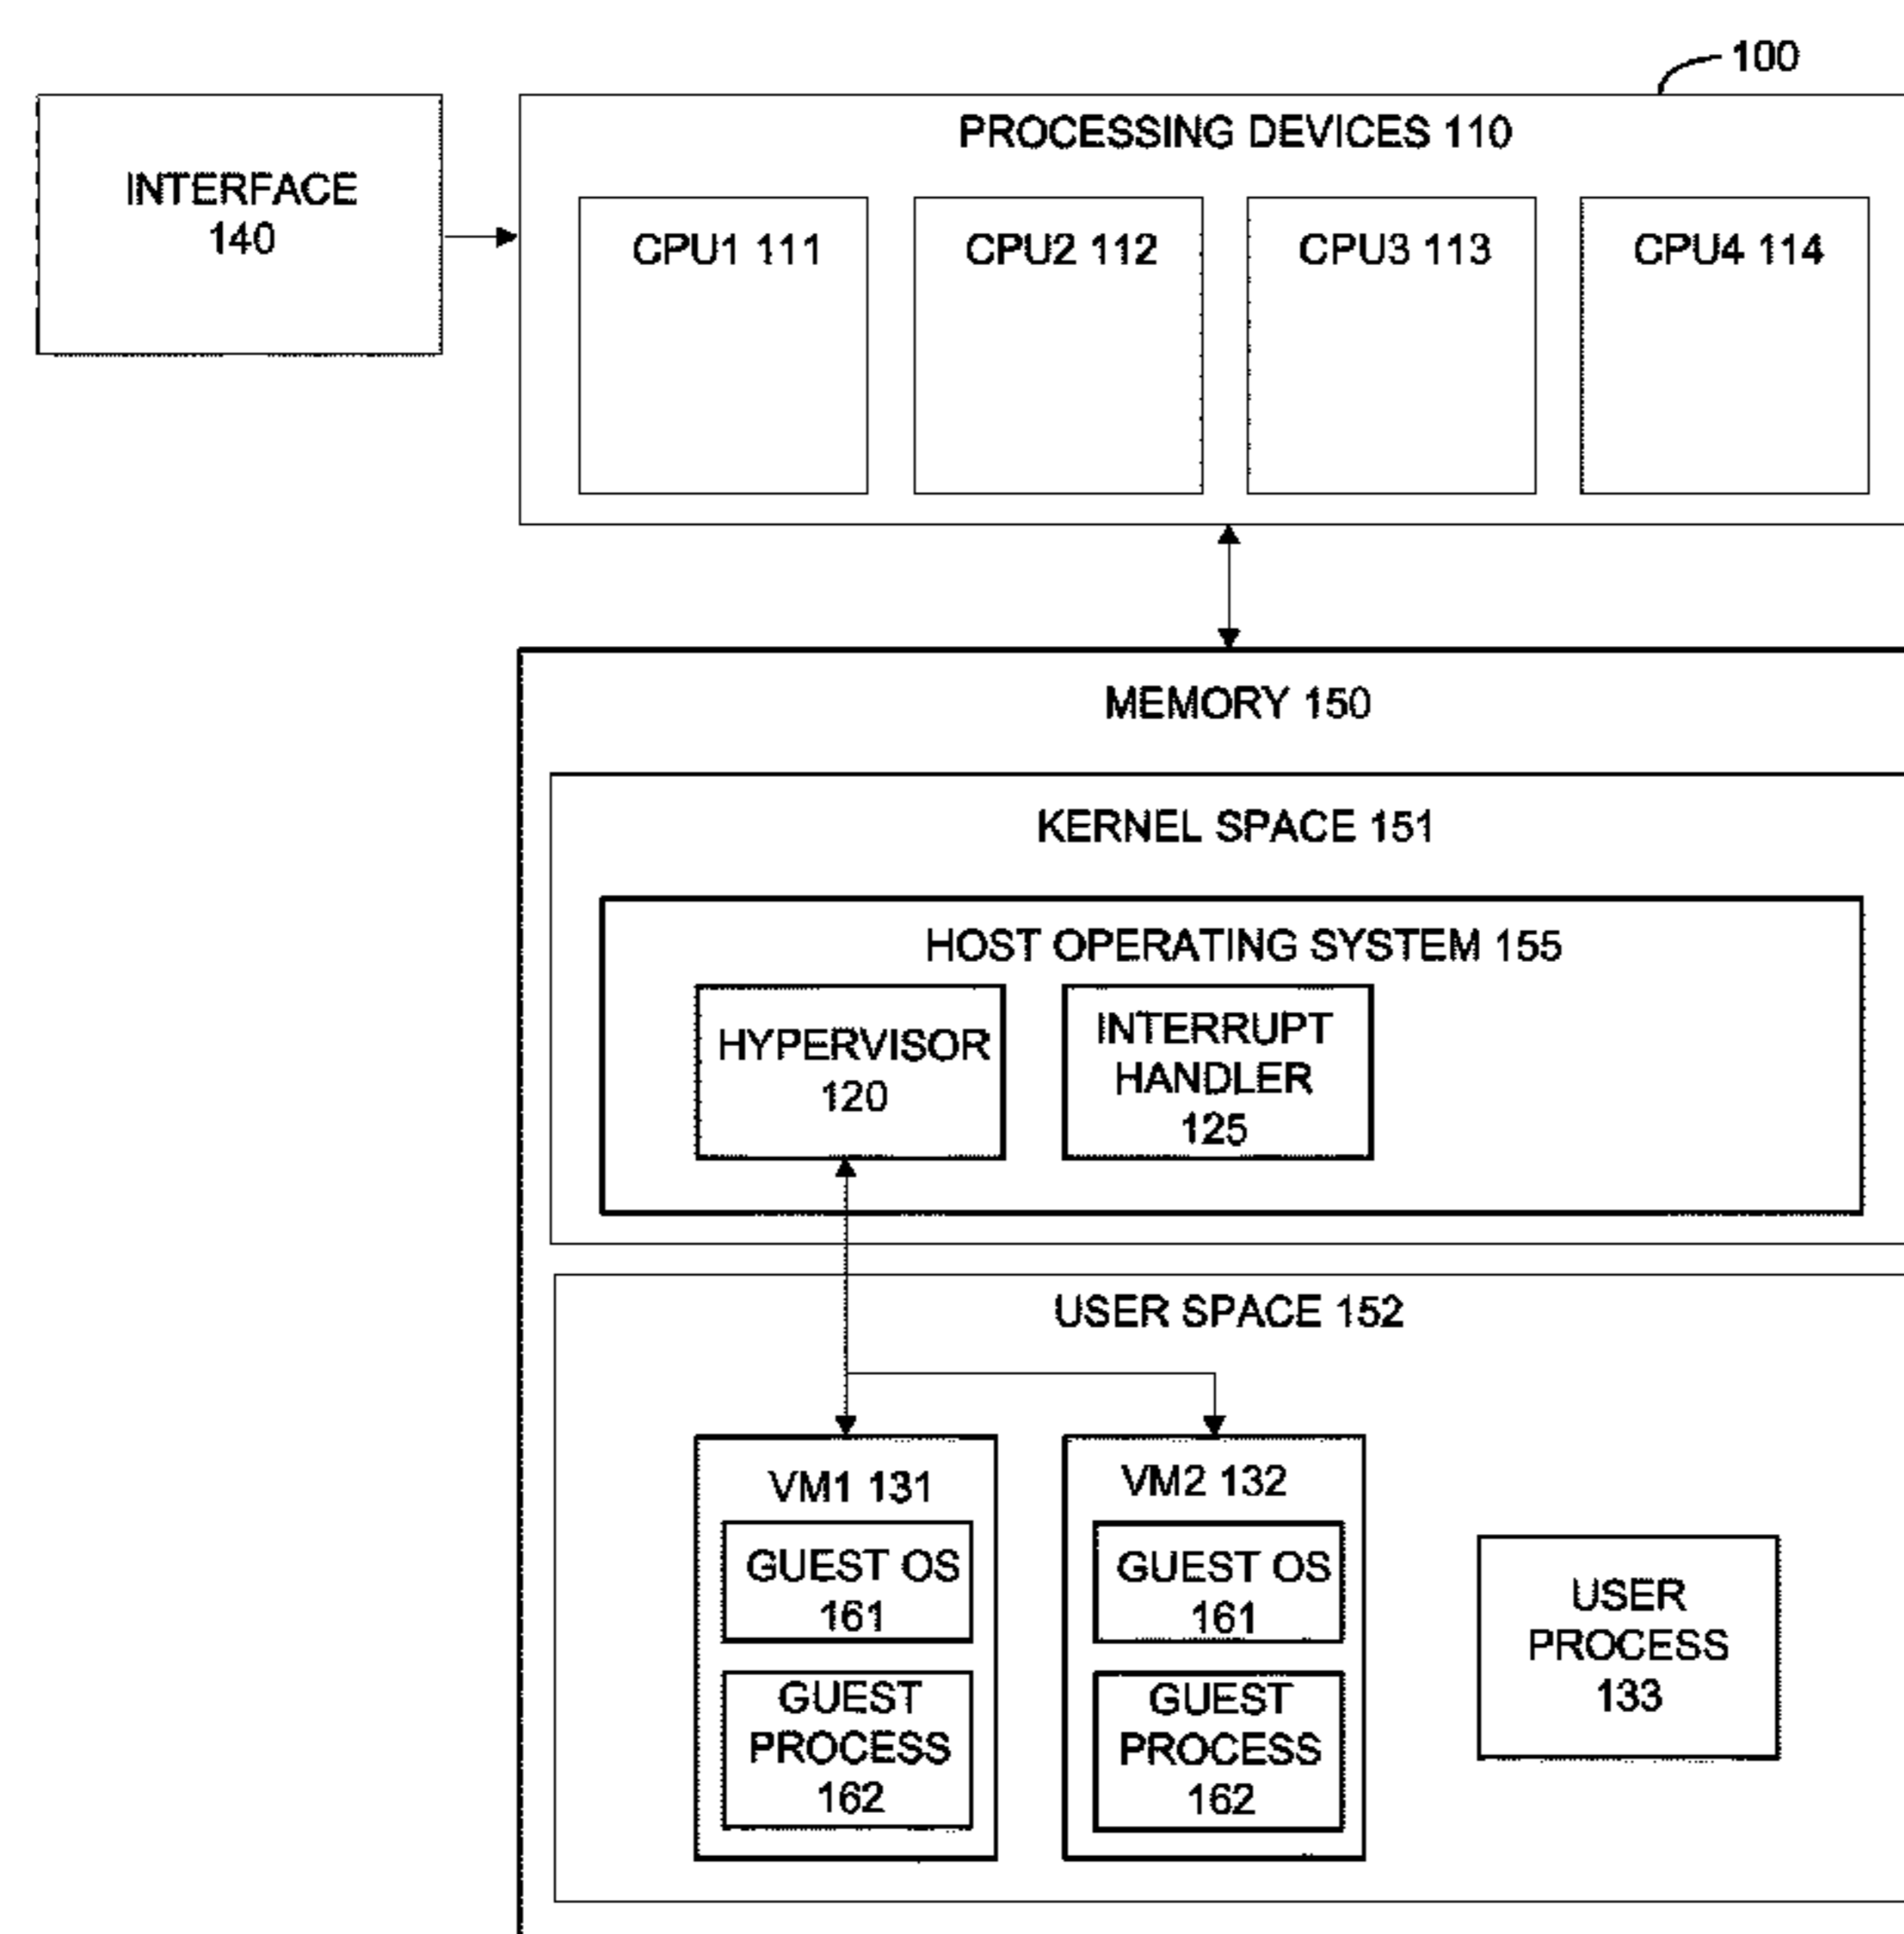 100
PROCESSING DEVICES 110
INTERFACE
140
CPU1 111
CPU2 112
CPU3 113
CPU4 114
MEMORY 150
KERNEL SPACE 151
HOST OPERATING SYSTEM 155
HYPERVISOR
120
INTERRUPT
HANDLER
125
USER SPACE 152
VM1 131
GUEST OS
161
GUEST
PROCESS
162
VM2 132
GUEST OS
161
GUEST
PROCESS
162
USER
PROCESS
133